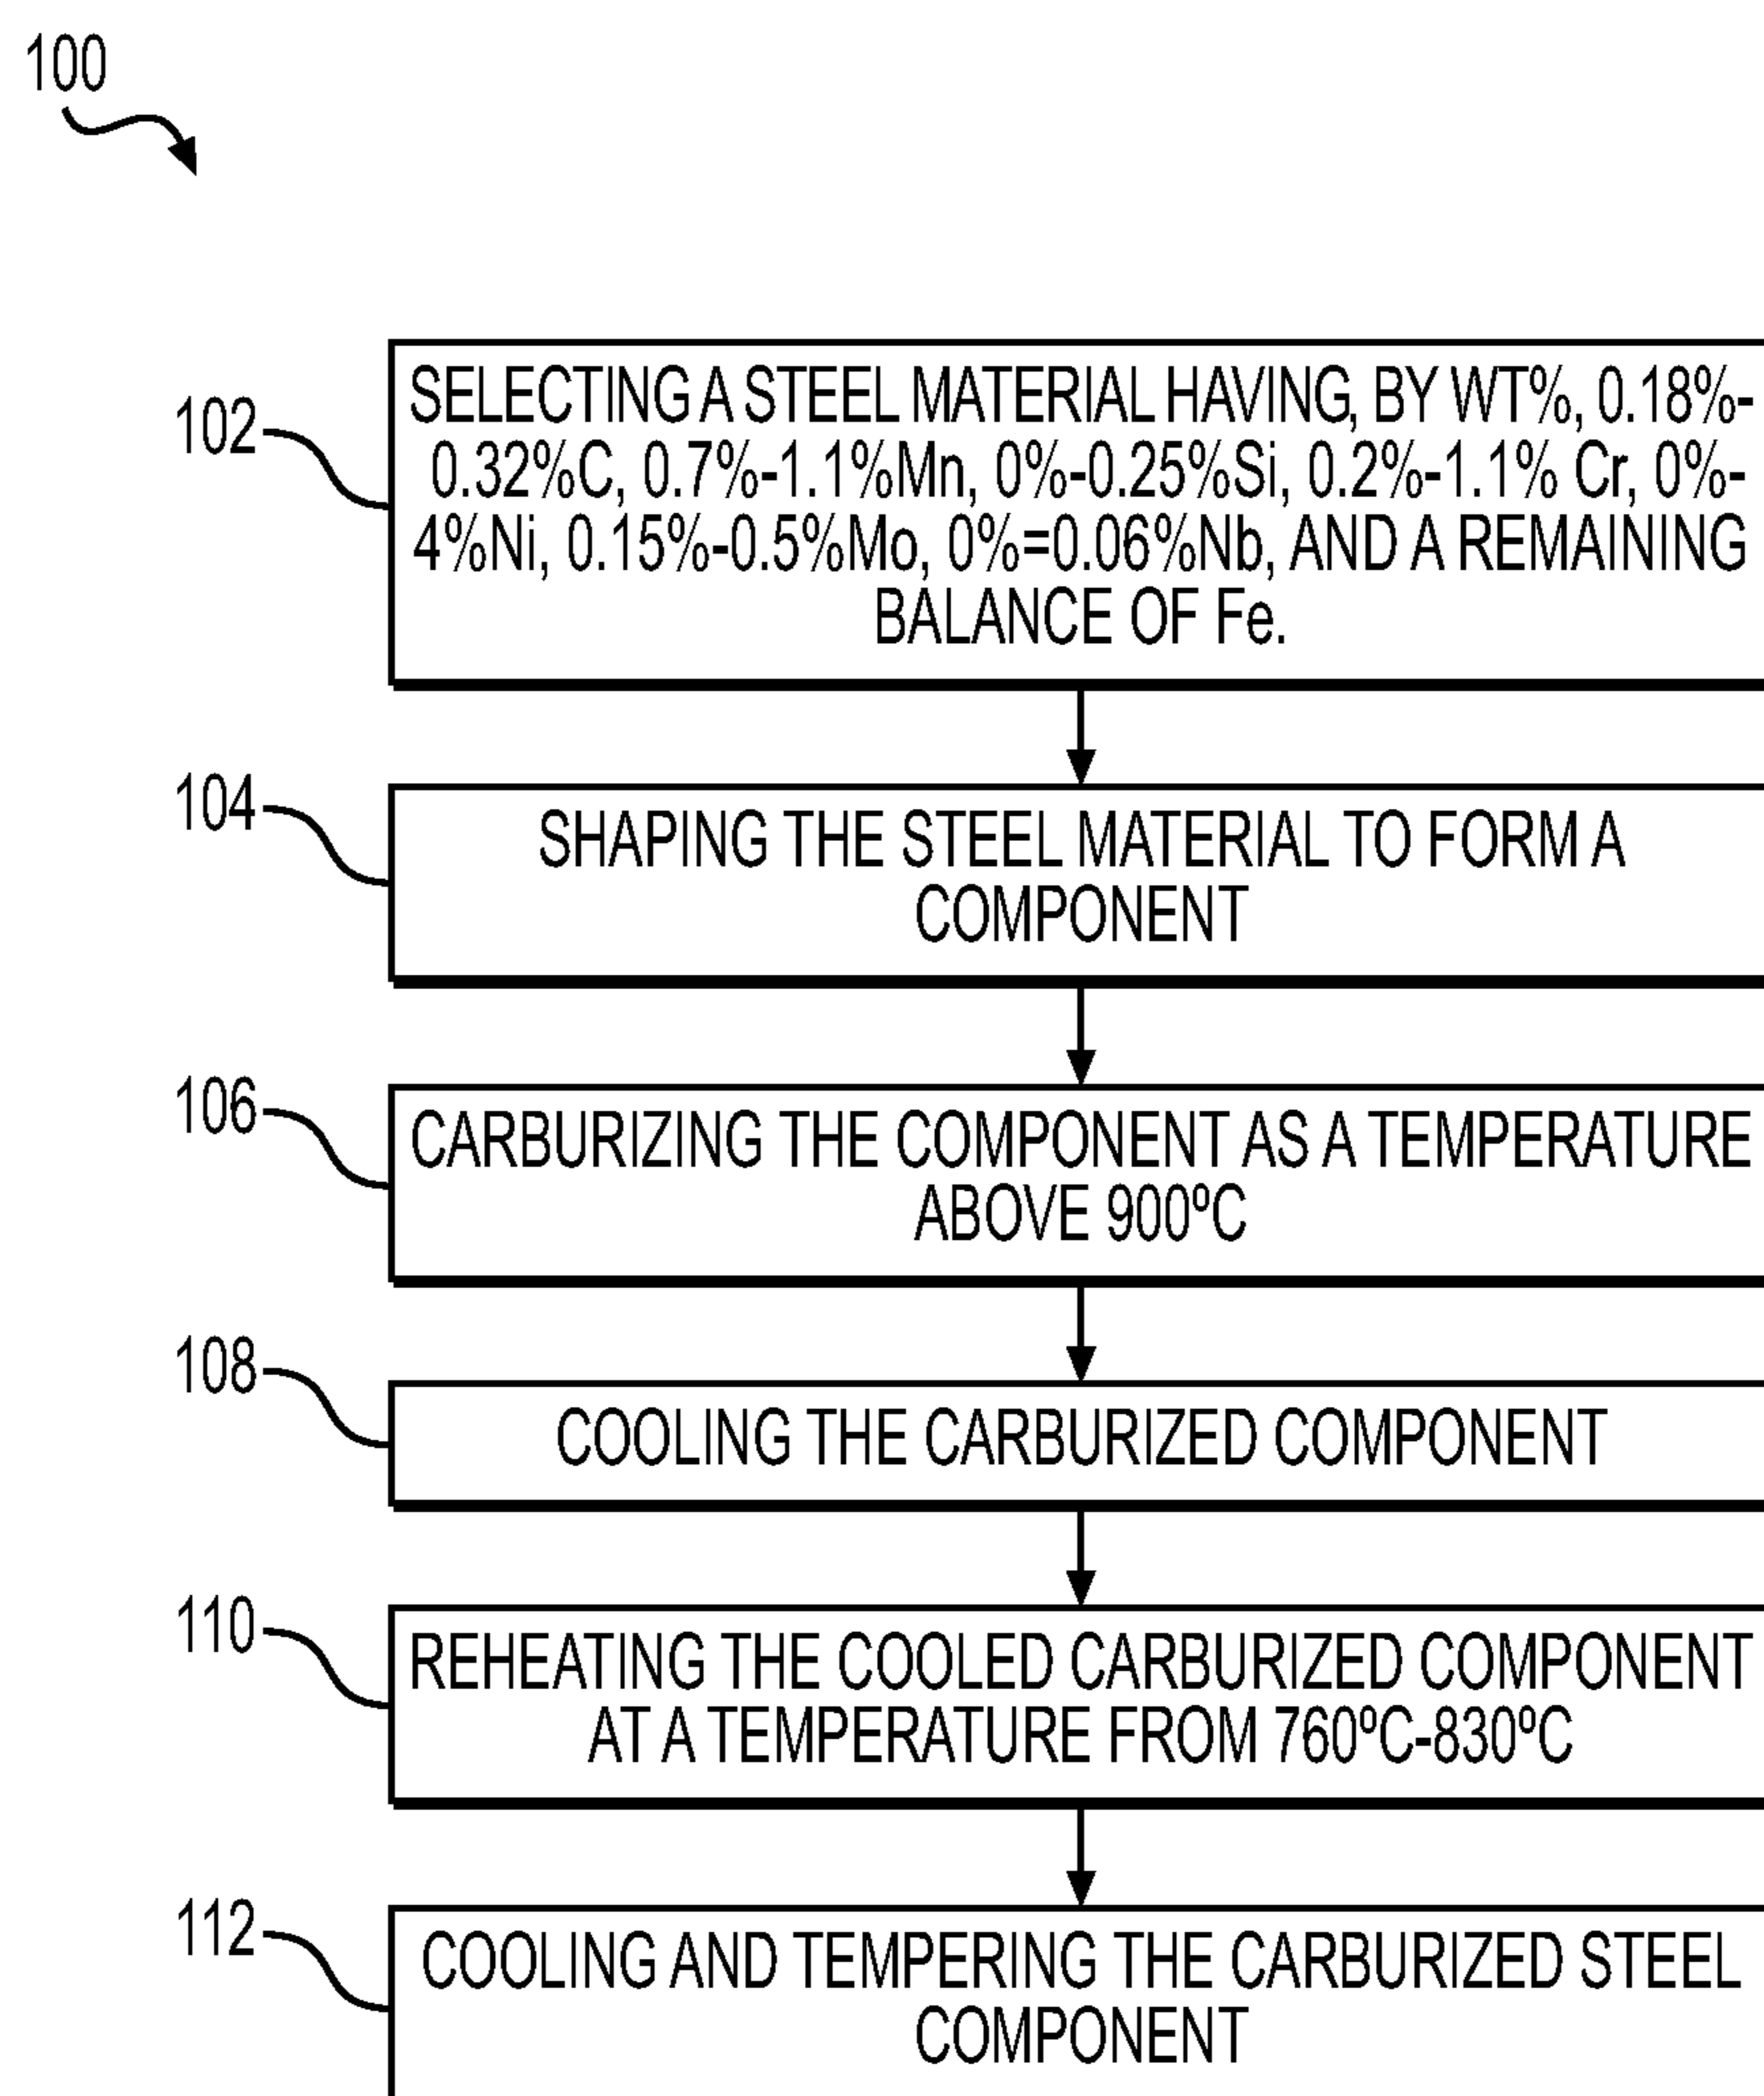 100
102
SELECTING A STEEL MATERIAL HAVING, BY WT%, 0.18%-
0.32%C, 0.7%-1.1%Mn, 0%-0.25%Si, 0.2%-1.1% Cr, 0%-
4%Ni, 0.15%-0.5%Mo, 0%=0.06%Nb, AND A REMAINING
BALANCE OF Fe.
104
SHAPING THE STEEL MATERIAL TO FORM A
COMPONENT
106
CARBURIZING THE COMPONENT AS A TEMPERATURE
ABOVE 900ºC
108
COOLING THE CARBURIZED COMPONENT
110
REHEATING THE COOLED CARBURIZED COMPONENT
AT A TEMPERATURE FROM 760ºC-830ºC
112
COOLING AND TEMPERING THE CARBURIZED STEEL
COMPONENT